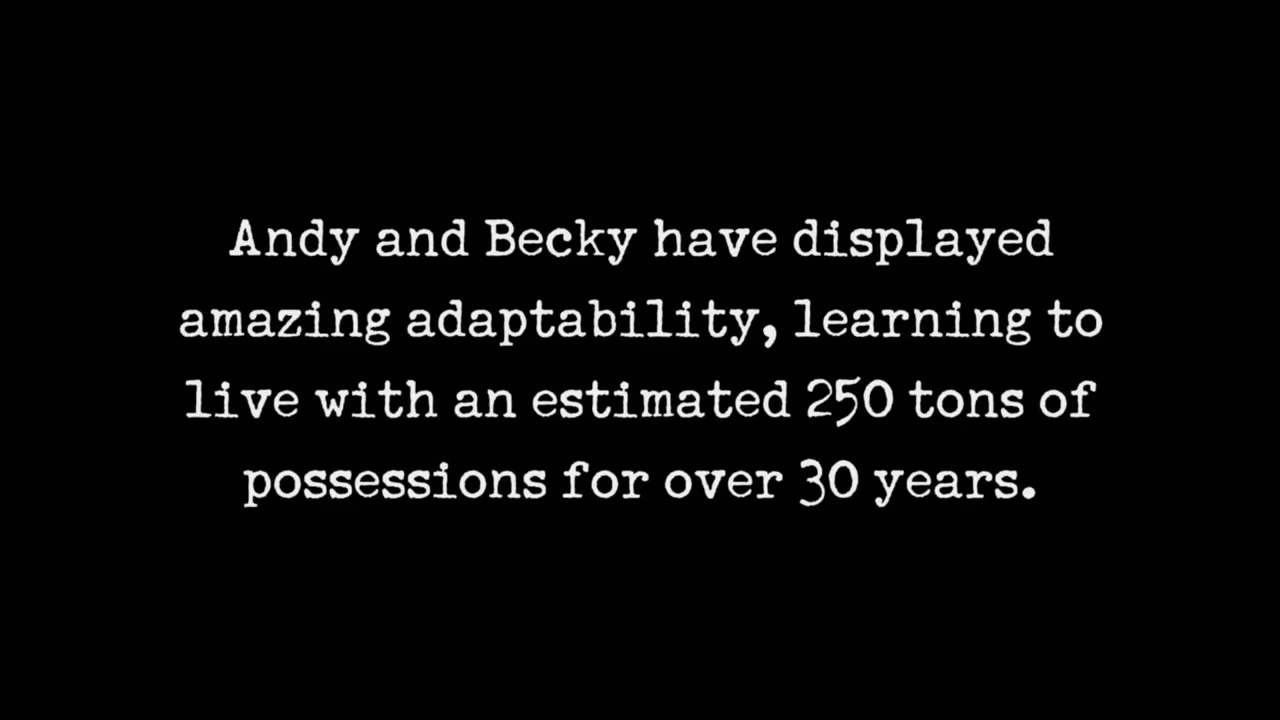 Andy and Becky have displayed
amazing adaptability, learning to
live with an estimated 250 tons of
possessions for over 30 years.